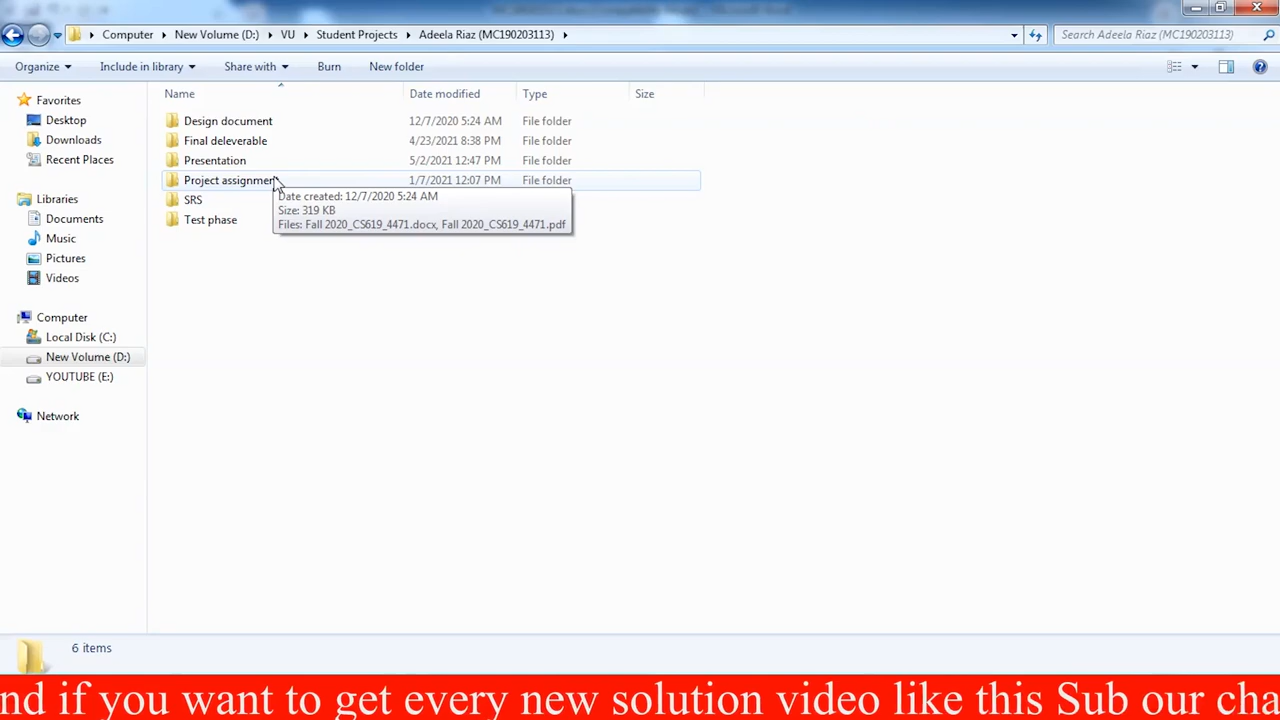 Computer New Volume (D:) VU Student Projects Adeela Riaz (MC190203113)
Search Adeela Riaz (MC190203113)
Organize Include in library Share with Burn New folder
Name Date modified Type Size
Favorites
Desktop
Downloads
Recent Places
Libraries
Documents
Music
Pictures
Videos
Computer
Local Disk (C:)
New Volume (D:)
YOUTUBE (E:)
Network
Design document 12/7/2020 5:24 AM File folder
Final deleverable 4/23/2021 8:38 PM File folder
Presentation 5/2/2021 12:47 PM File folder
Project assignment 1/7/2021 12:07 PM File folder
SRS
Test phase
Date created: 12/7/2020 5:24 AM
Size: 319 KB
Files: Fall 2020_CS619_4471.docx, Fall 2020_CS619_4471.pdf
6 items
nd if you want to get every new solution video like this Sub our cha